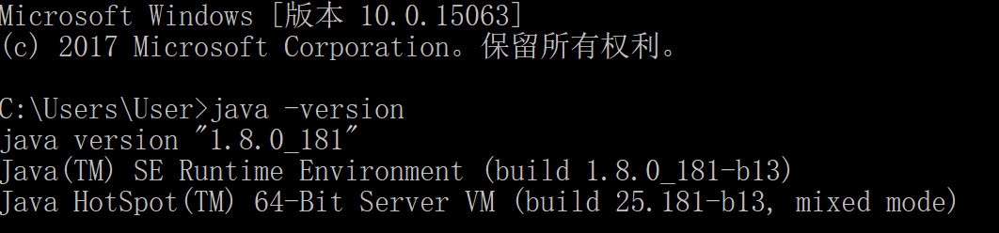 Microsoft Windows [版本 10.0.15063]
(c) 2017 Microsoft Corporation。保留所有权利。
C:\Users\User>java -version
java version "1.8.0_181"
Java(TM) SE Runtime Environment (build 1.8.0_181-b13)
Java HotSpot(TM) 64-Bit Server VM (build 25.181-b13, mixed mode)